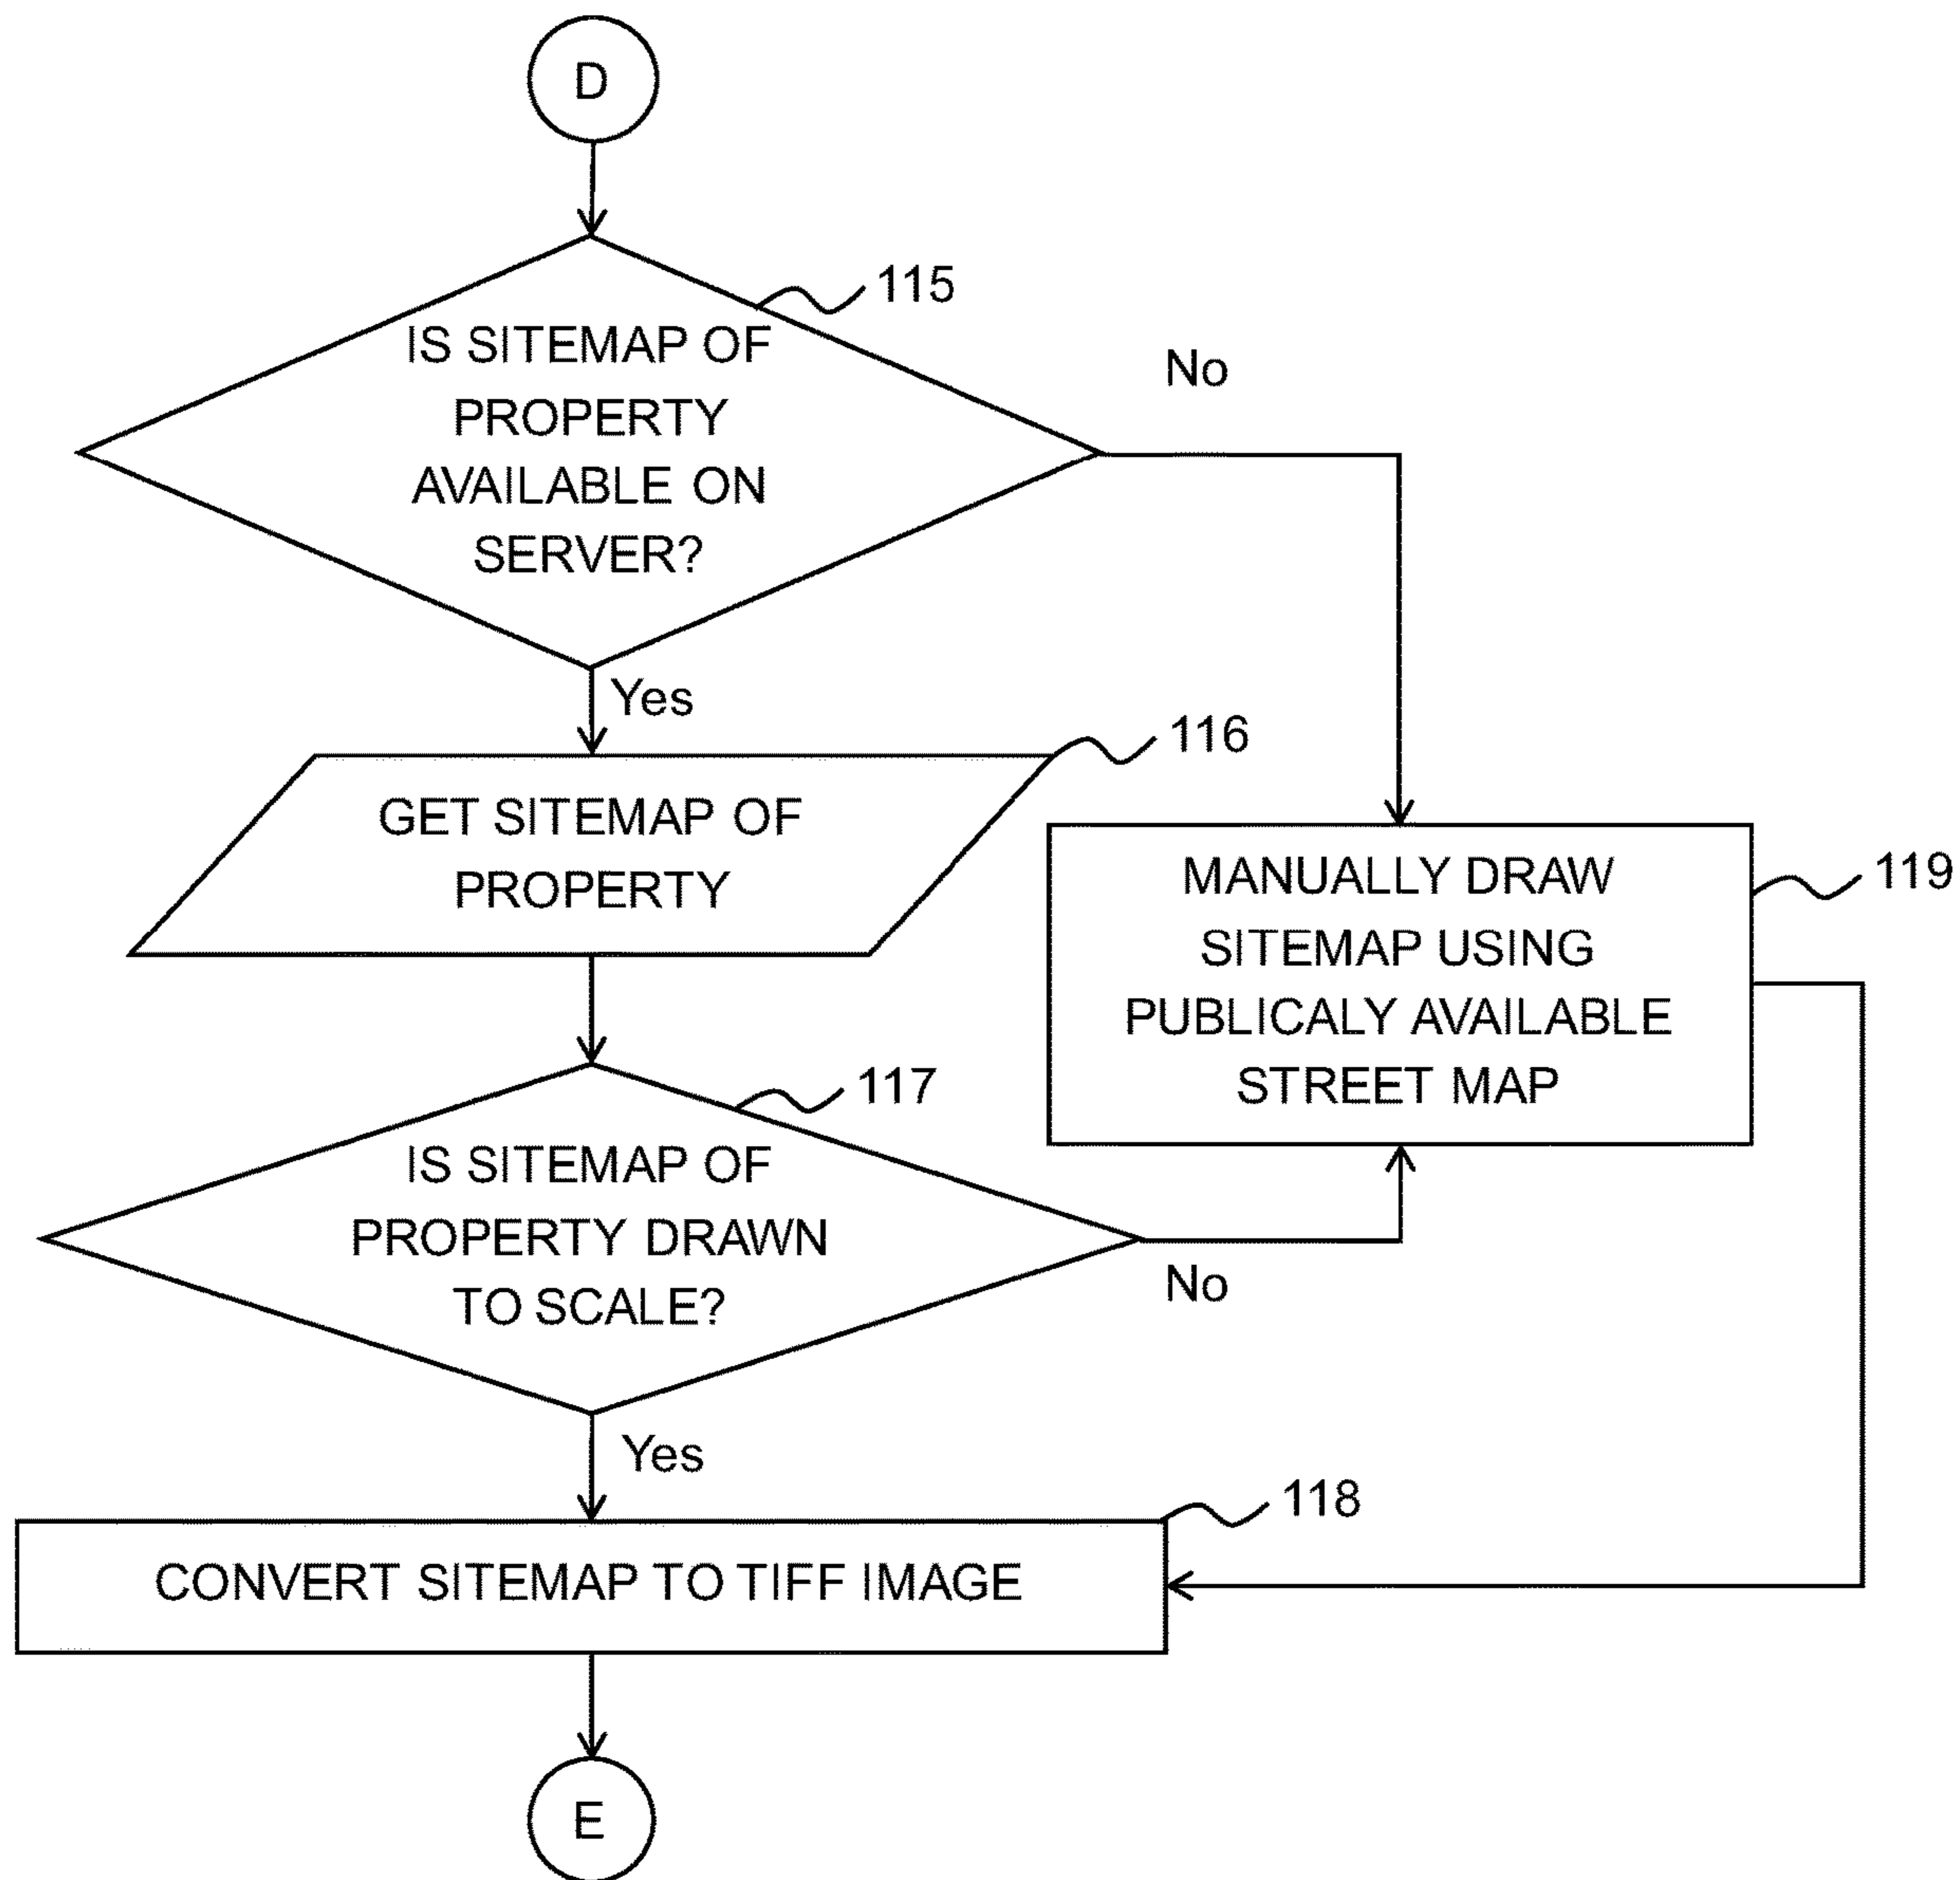 D
115
IS SITEMAP OF
PROPERTY
AVAILABLE ON
SERVER?
No
Yes
116
GET SITEMAP OF
PROPERTY
MANUALLY DRAW
SITEMAP USING
PUBLICALY AVAILABLE
STREET MAP
119
117
IS SITEMAP OF
PROPERTY DRAWN
TO SCALE?
No
Yes
118
CONVERT SITEMAP TO TIFF IMAGE
E